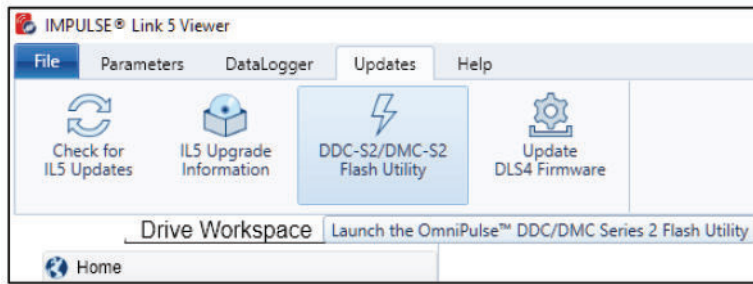 IMPULSE® Link 5 Viewer
File Parameters DataLogger Updates Help
Check for IL5 Updates
IL5 Upgrade Information
DDC-S2/DMC-S2 Flash Utility
Update DLS4 Firmware
Drive Workspace
Launch the OmniPulse™ DDC/DMC Series 2 Flash Utility
Home